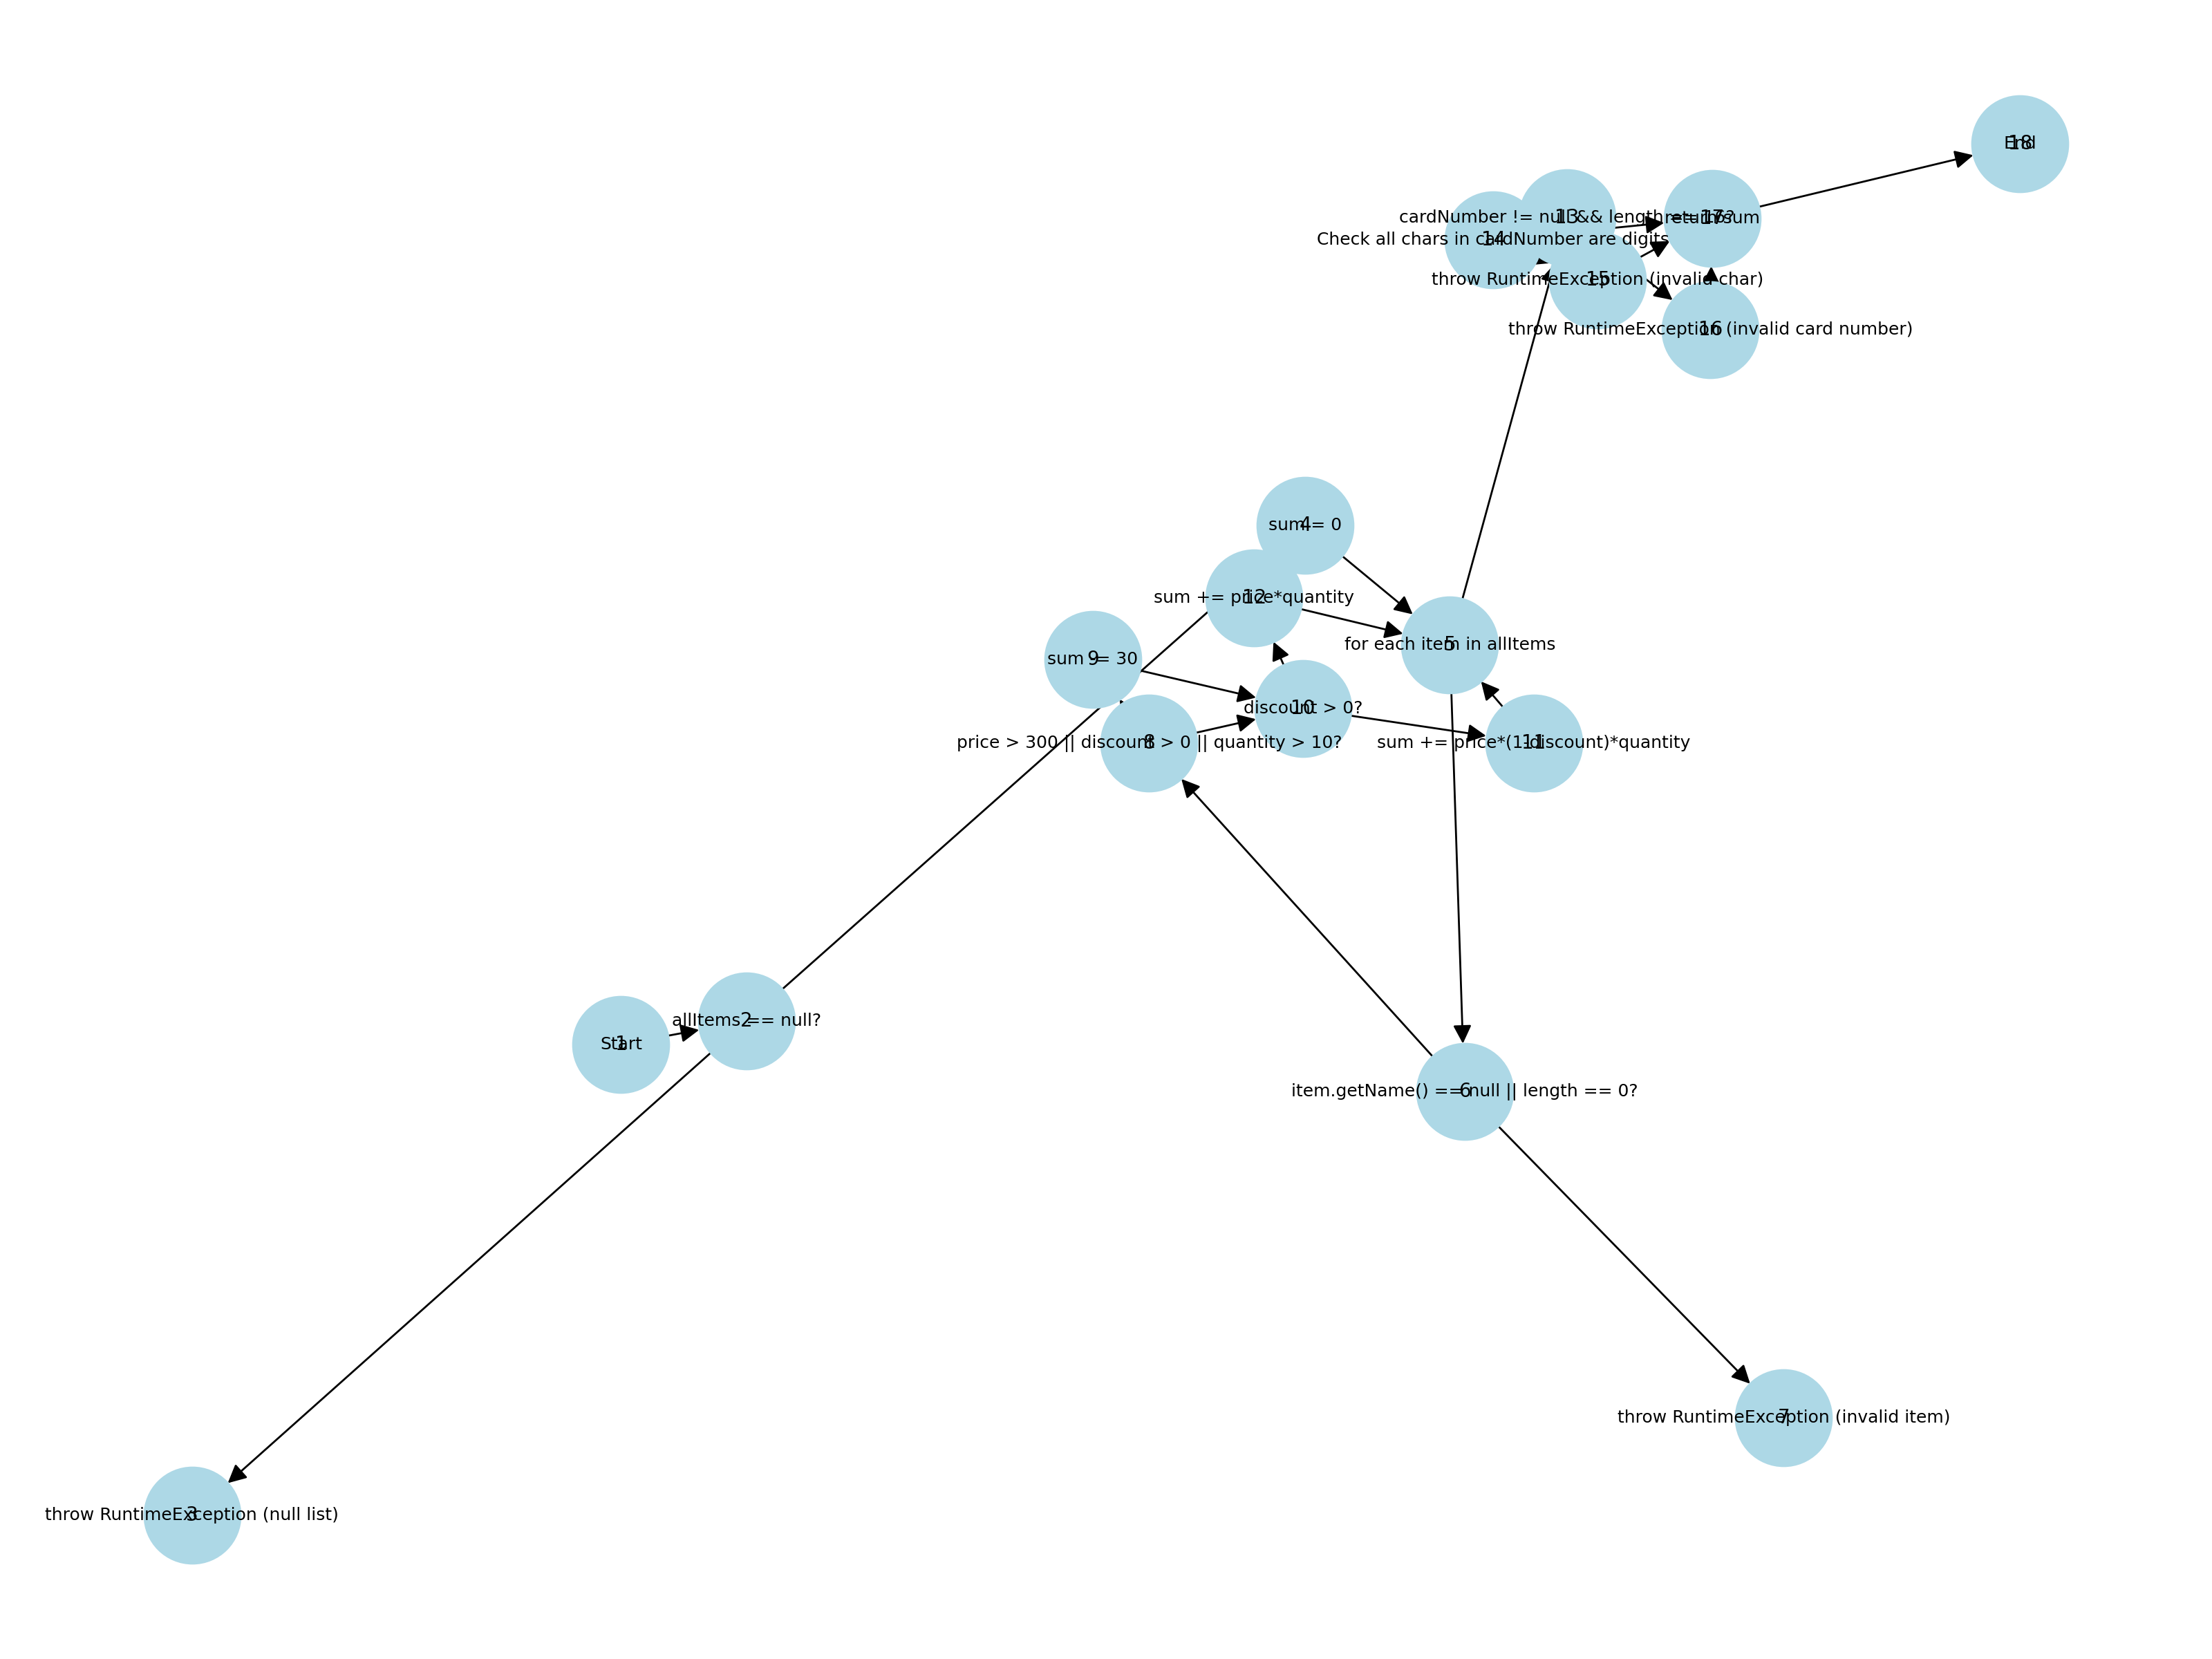 End
18
cardNumber != null && length == 16?
13
return sum
17
Check all chars in cardNumber are digits
14
throw RuntimeException (invalid char)
15
throw RuntimeException (invalid card number)
16
sum = 0
4
sum += price*quantity
12
for each item in allItems
5
sum -= 30
9
discount > 0?
10
price > 300 || discount > 0 || quantity > 10?
8
sum += price*(1-discount)*quantity
11
allItems == null?
2
Start
1
item.getName() == null || length == 0?
6
throw RuntimeException (invalid item)
7
throw RuntimeException (null list)
3